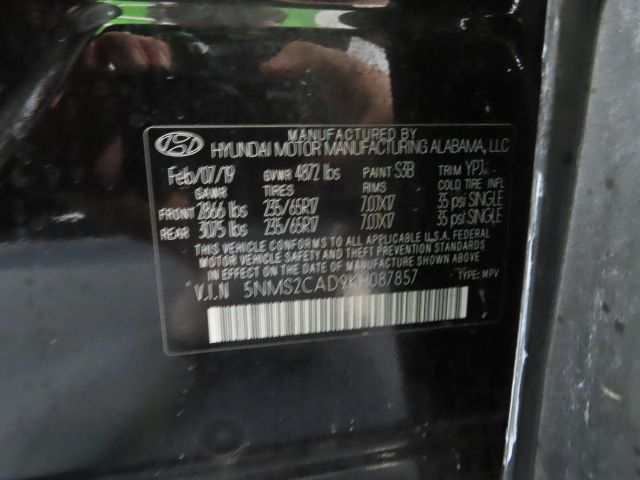 MANUFACTURED BY
HYUNDAI MOTOR MANUFACTURING ALABAMA, LLC
Feb/07/19 GVWR 4872 lbs PAINT S3B TRIM YPJ
GAWR TIRES RIMS COLD TIRE INFL
FRONT 2866 lbs 235/65R17 7.0JX17 35 psi SINGLE
REAR 3075 lbs 235/65R17 7.0JX17 35 psi SINGLE
THIS VEHICLE CONFORMS TO ALL APPLICABLE U.S.A. FEDERAL
MOTOR VEHICLE SAFETY AND THEFT PREVENTION STANDARDS
IN EFFECT ON THE DATE OF MANUFACTURE SHOWN ABOVE.
V.I.N 5NMS2CAD9KH087857 TYPE: MPV